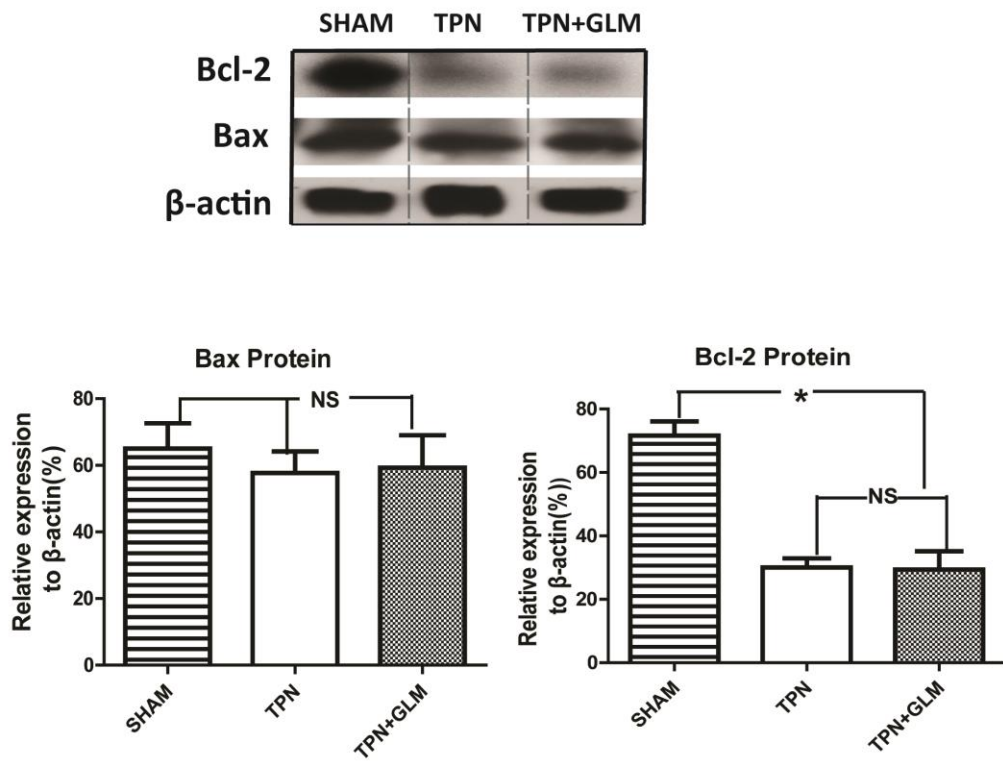 SHAM TPN TPN+GLM
Bcl-2
Bax
β-actin
Bax Protein
Relative expression
to β-actin(%)
80
60
40
20
0
NS
SHAM
TPN
TPN+GLM
Bcl-2 Protein
Relative expression
to β-actin(%))
80
60
40
20
0
*
NS
SHAM
TPN
TPN+GLM